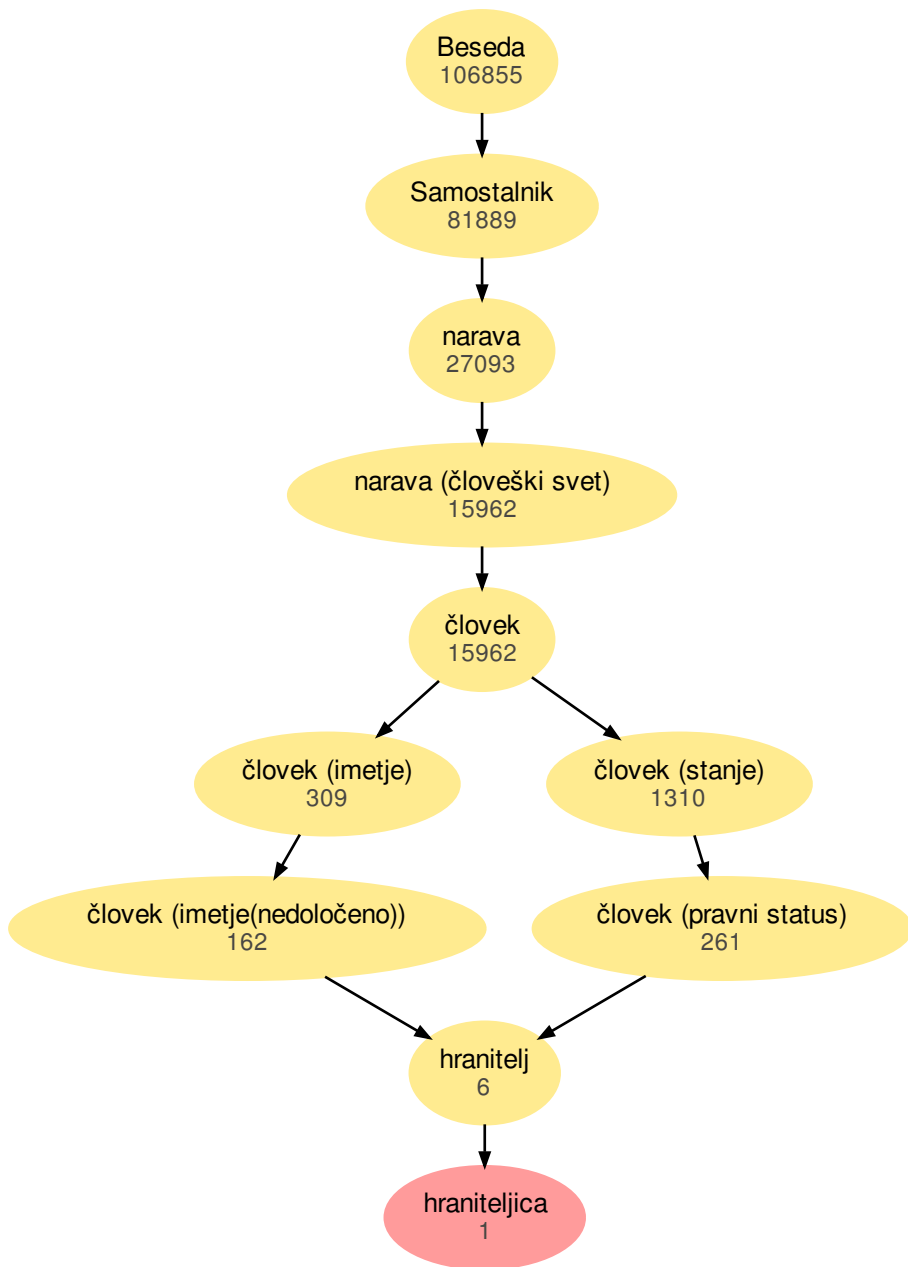 Beseda
106855
Samostalnik
81889
narava
27093
narava (človeški svet)
15962
človek
15962
človek (imetje)
309
človek (stanje)
1310
človek (imetje(nedoločeno))
162
človek (pravni status)
261
hranitelj
6
hraniteljica
1